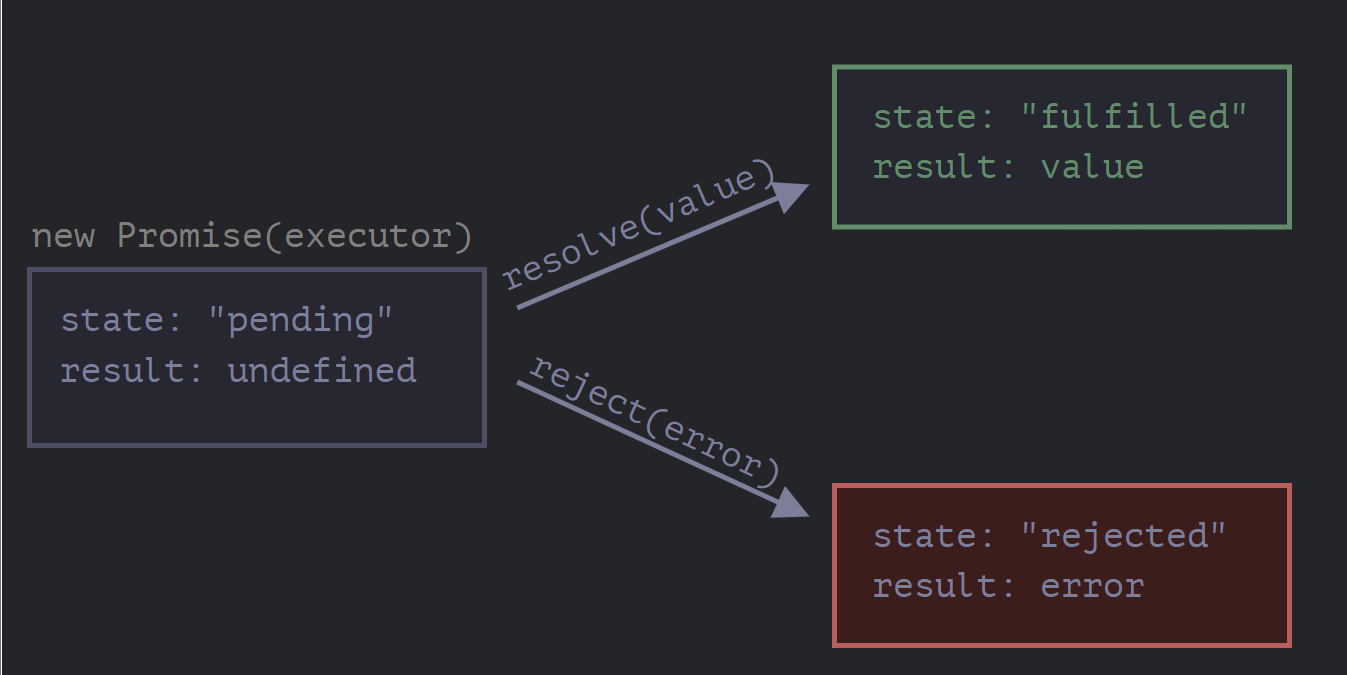 new Promise(executor)
state: "pending"
result: undefined
resolve(value)
reject(error)
state: "fulfilled"
result: value
state: "rejected"
result: error